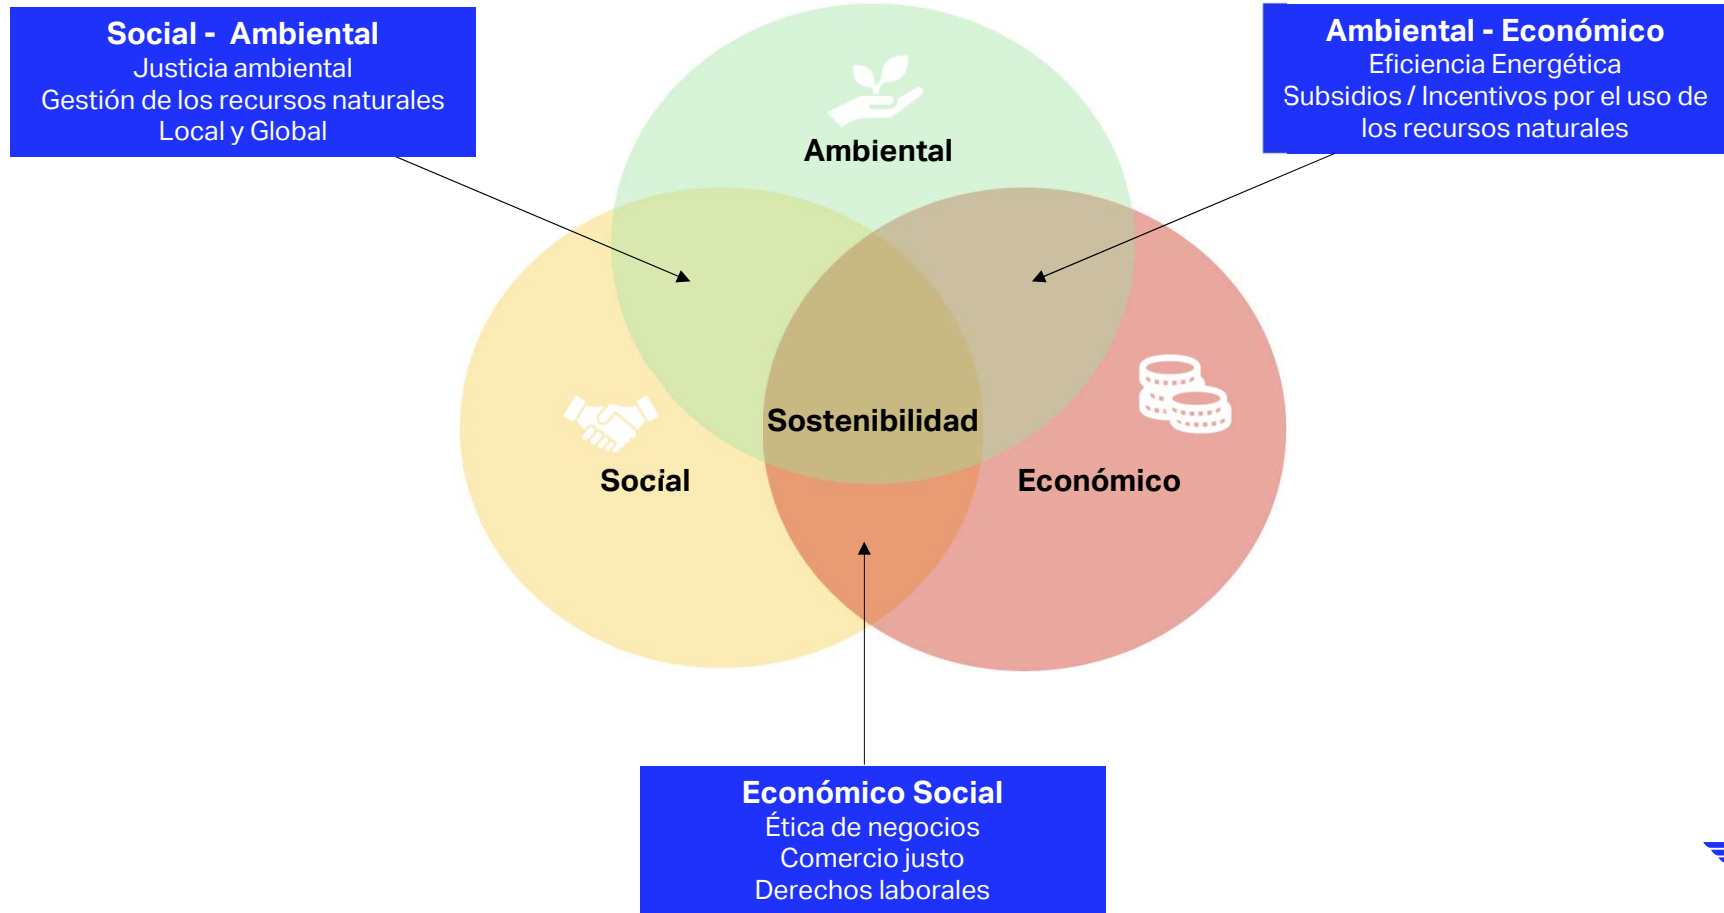 Social - Ambiental
Justicia ambiental
Gestión de los recursos naturales
Local y Global
Ambiental - Económico
Eficiencia Energética
Subsidios / Incentivos por el uso de
los recursos naturales
Ambiental
Sostenibilidad
Social
Económico
Económico Social
Ética de negocios
Comercio justo
Derechos laborales